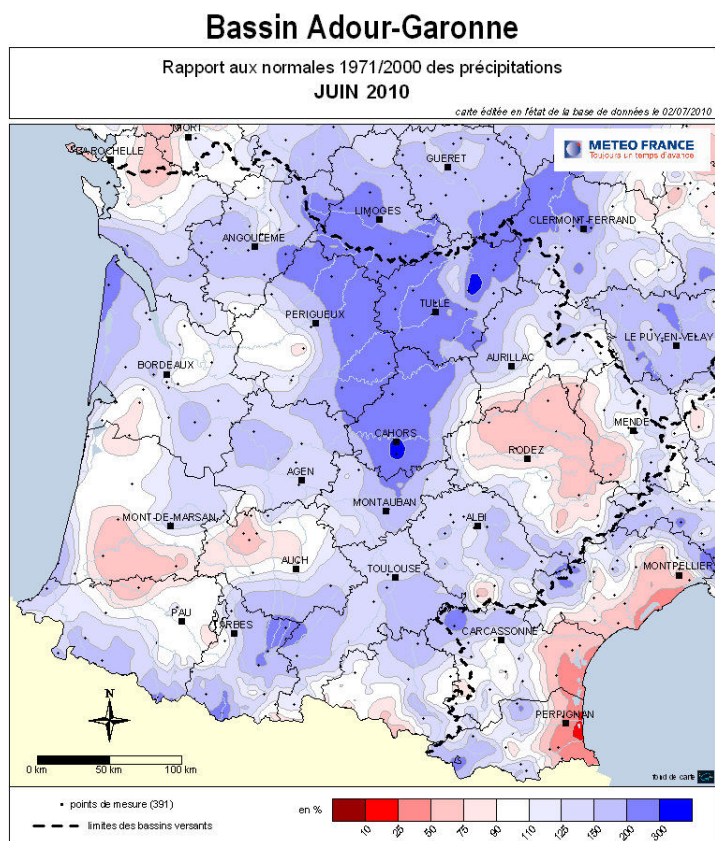 Bassin Adour-Garonne
Rapport aux normales 1971/2000 des précipitations
JUIN 2010
carte éditée en l'état de la base de données le 02/07/2010
METEO FRANCE
Toujours un temps d'avance
NIORT
LA ROCHELLE
GUERET
LIMOGES
CLERMONT-FERRAND
ANGOULEME
TULLE
PERIGUEUX
LE PUY-EN-VELAY
AURILLAC
BORDEAUX
MENDE
CAHORS
RODEZ
AGEN
MONTAUBAN
MONT-DE-MARSAN
ALBI
AUCH
TOULOUSE
MONTPELLIER
PAU
TARBES
CARCASSONNE
PERPIGNAN
N
0 km 50 km 100 km
fond de carte
points de mesure (391)
limites des bassins versants
en %
10 25 50 75 90 110 125 150 200 300